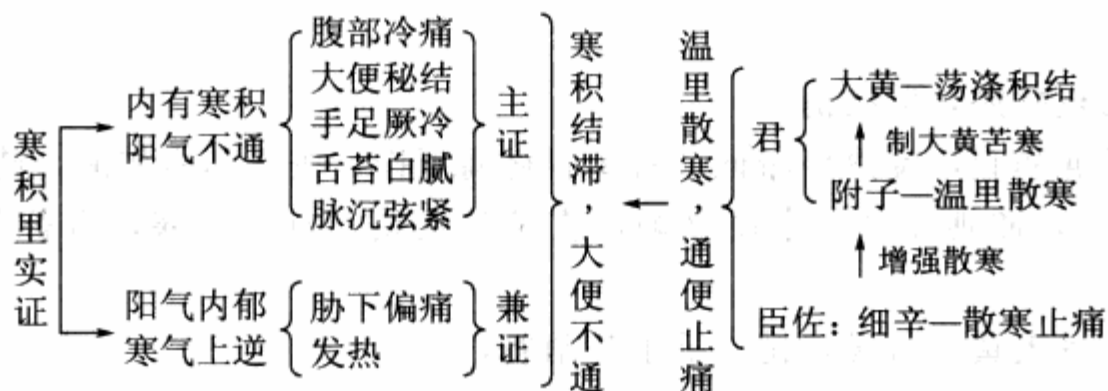 寒积里实证
内有寒积
阳气不通
腹部冷痛
大便秘结
手足厥冷
舌苔白腻
脉沉弦紧
主证
阳气内郁
寒气上逆
胁下偏痛
发热
兼证
寒积结滞，大便不通
温里散寒，通便止痛
君
大黄—荡涤积结
制大黄苦寒
附子—温里散寒
增强散寒
臣佐：细辛—散寒止痛